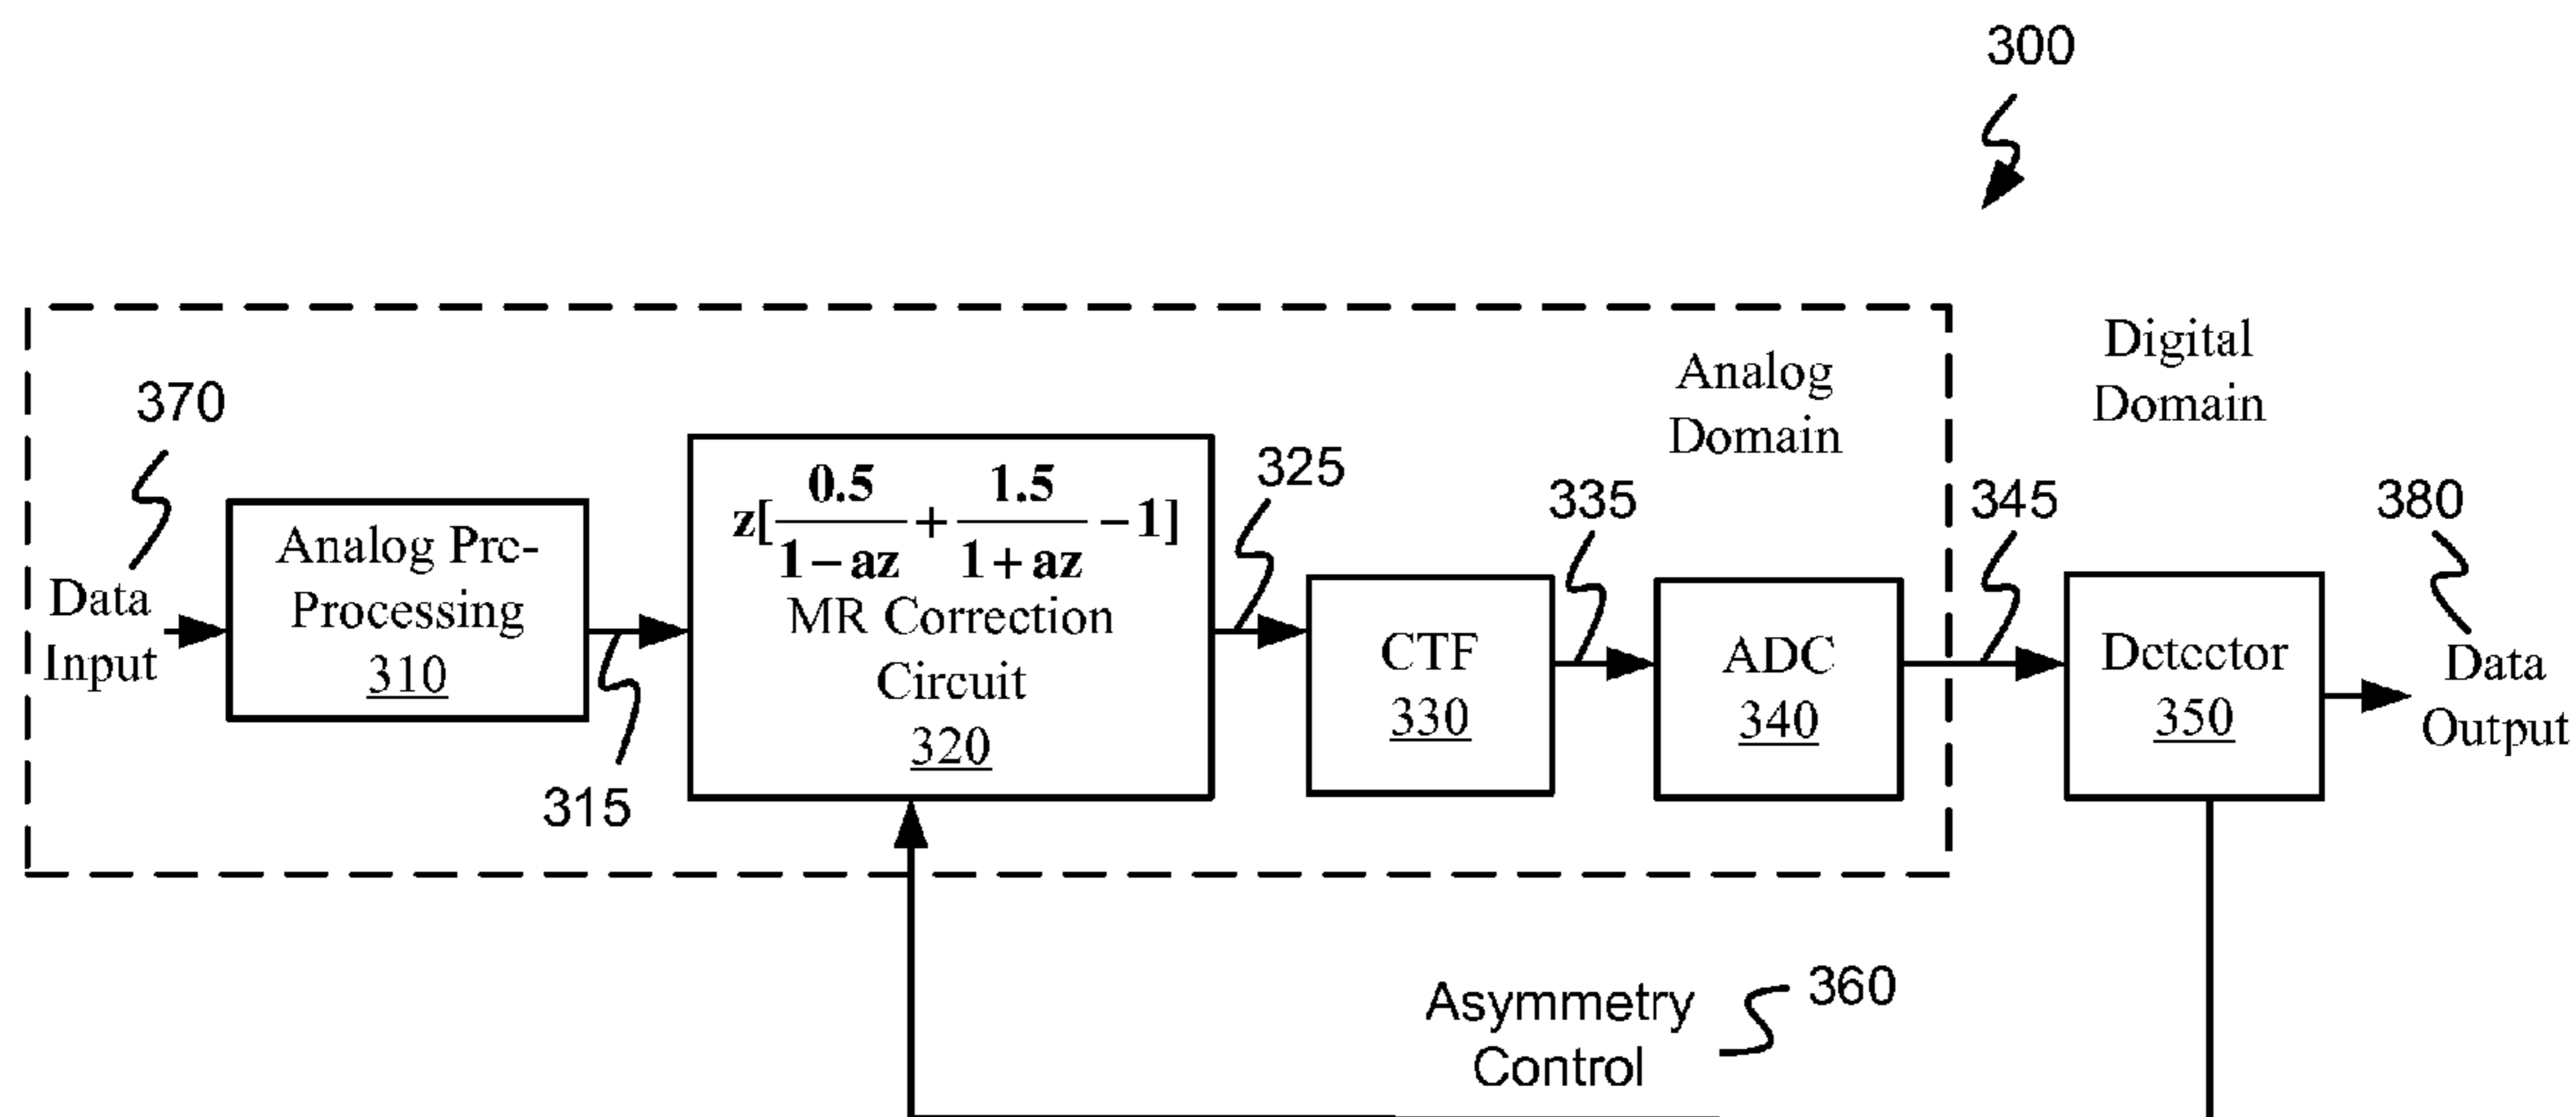 300
Digital
Domain
Analog
Domain
370
Data
Input
Analog Pre-
Processing
310
315
z[0.5/(1−az) + 1.5/(1+az) −1]
MR Correction
Circuit
320
325
CTF
330
335
ADC
340
345
Detector
350
380
Data
Output
Asymmetry
Control
360